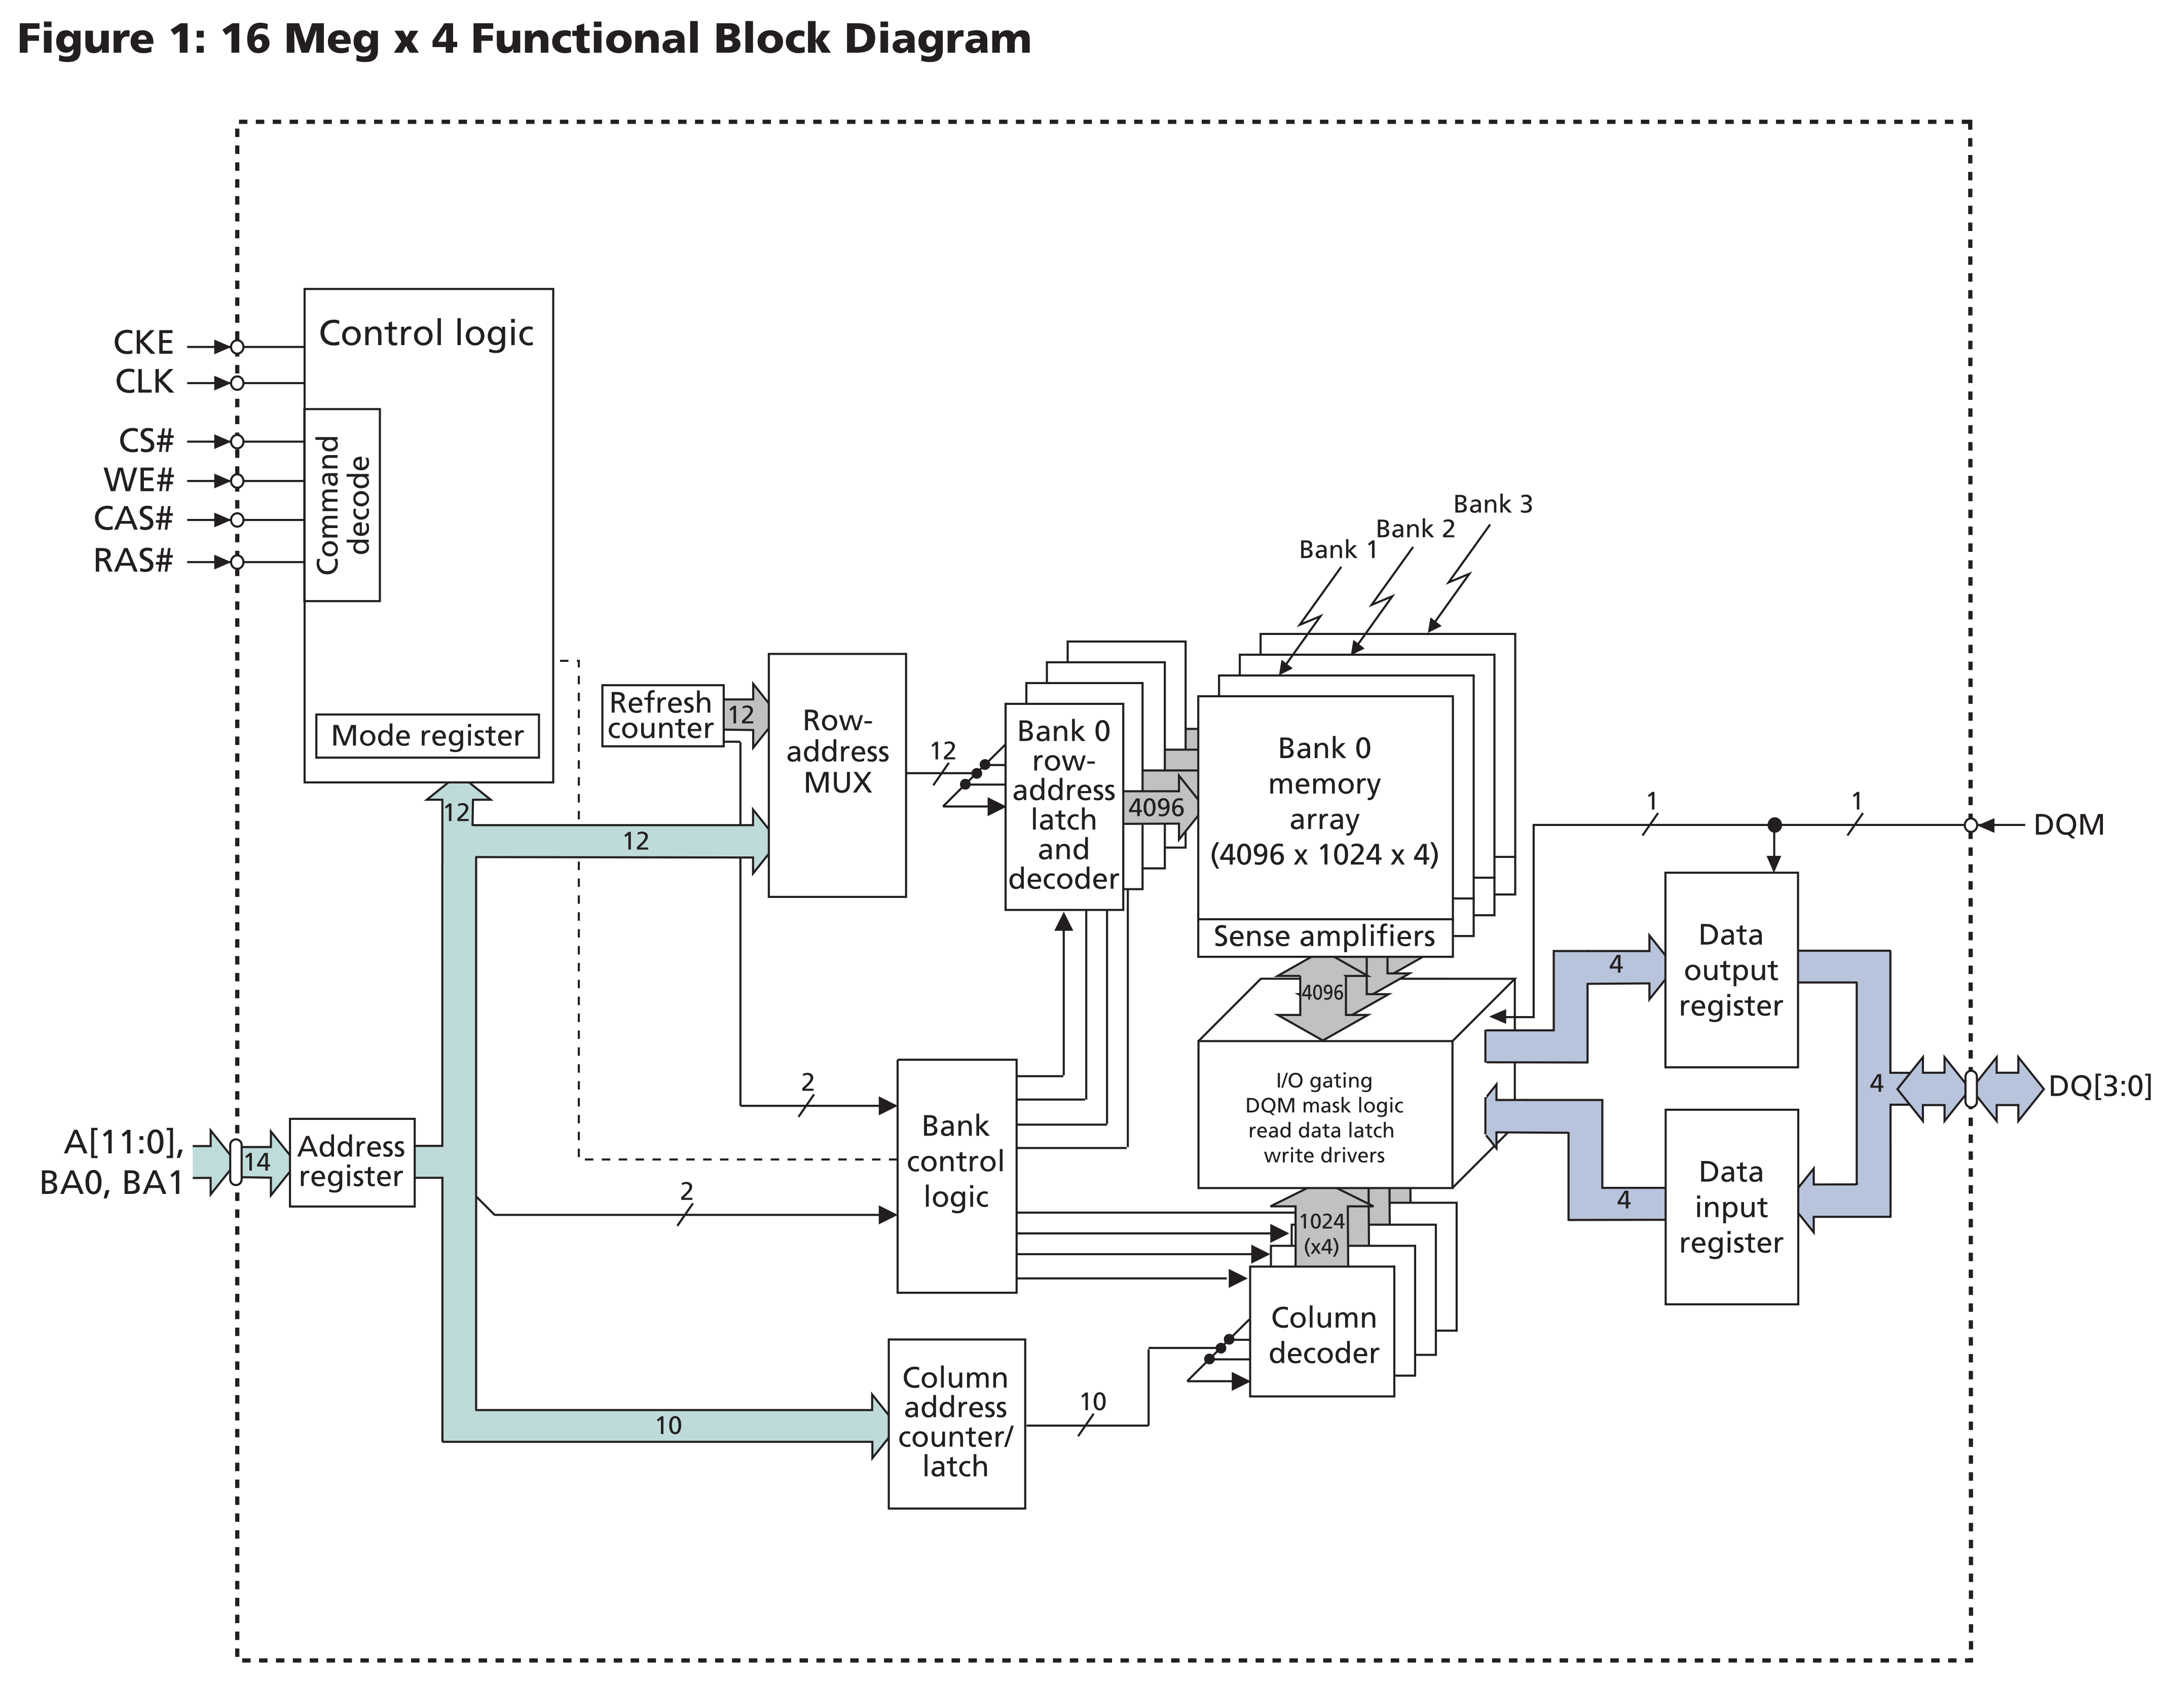 Figure 1: 16 Meg x 4 Functional Block Diagram
CKE
CLK
CS#
WE#
CAS#
RAS#
Control logic
Command
decode
Mode register
12
12
Refresh
counter
12
Row-
address
MUX
12
Bank 0
row-
address
latch
and
decoder
4096
Bank 1
Bank 2
Bank 3
Bank 0
memory
array
(4096 x 1024 x 4)
Sense amplifiers
4096
I/O gating
DQM mask logic
read data latch
write drivers
1024
(x4)
Column
decoder
2
2
Bank
control
logic
A[11:0],
BA0, BA1
14
Address
register
10
Column
address
counter/
latch
10
1
1
DQM
4
Data
output
register
4
DQ[3:0]
4
Data
input
register